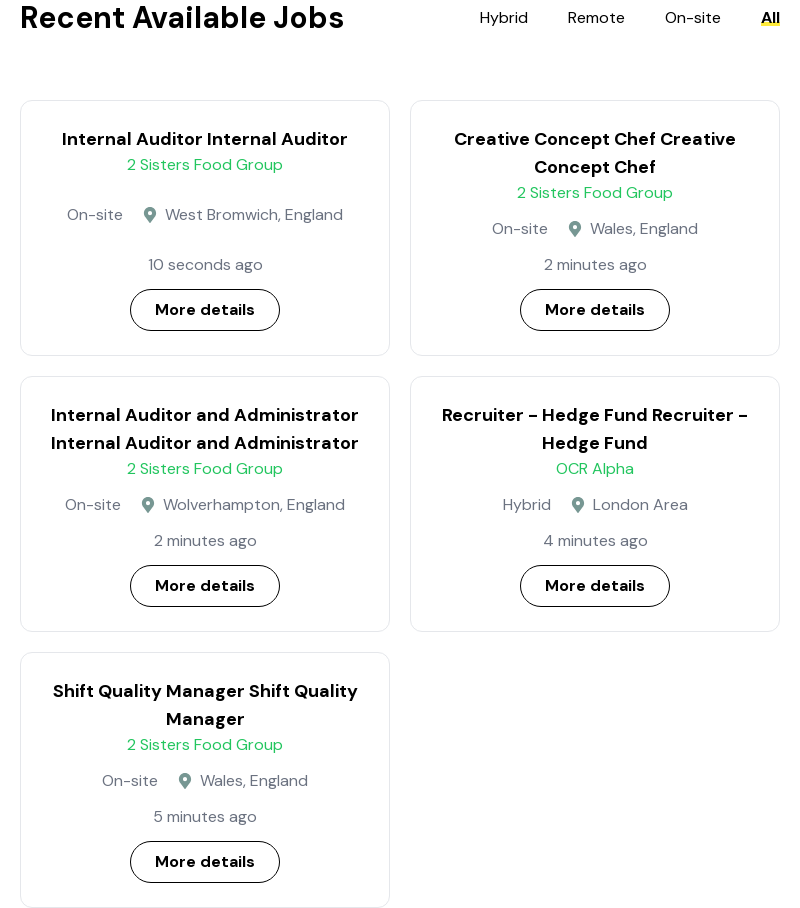 Recent Available Jobs
Hybrid Remote On-site All
Internal Auditor Internal Auditor
2 Sisters Food Group
On-site West Bromwich, England
10 seconds ago
More details
Creative Concept Chef Creative
Concept Chef
2 Sisters Food Group
On-site Wales, England
2 minutes ago
More details
Internal Auditor and Administrator
Internal Auditor and Administrator
2 Sisters Food Group
On-site Wolverhampton, England
2 minutes ago
More details
Recruiter – Hedge Fund Recruiter –
Hedge Fund
OCR Alpha
Hybrid London Area
4 minutes ago
More details
Shift Quality Manager Shift Quality
Manager
2 Sisters Food Group
On-site Wales, England
5 minutes ago
More details